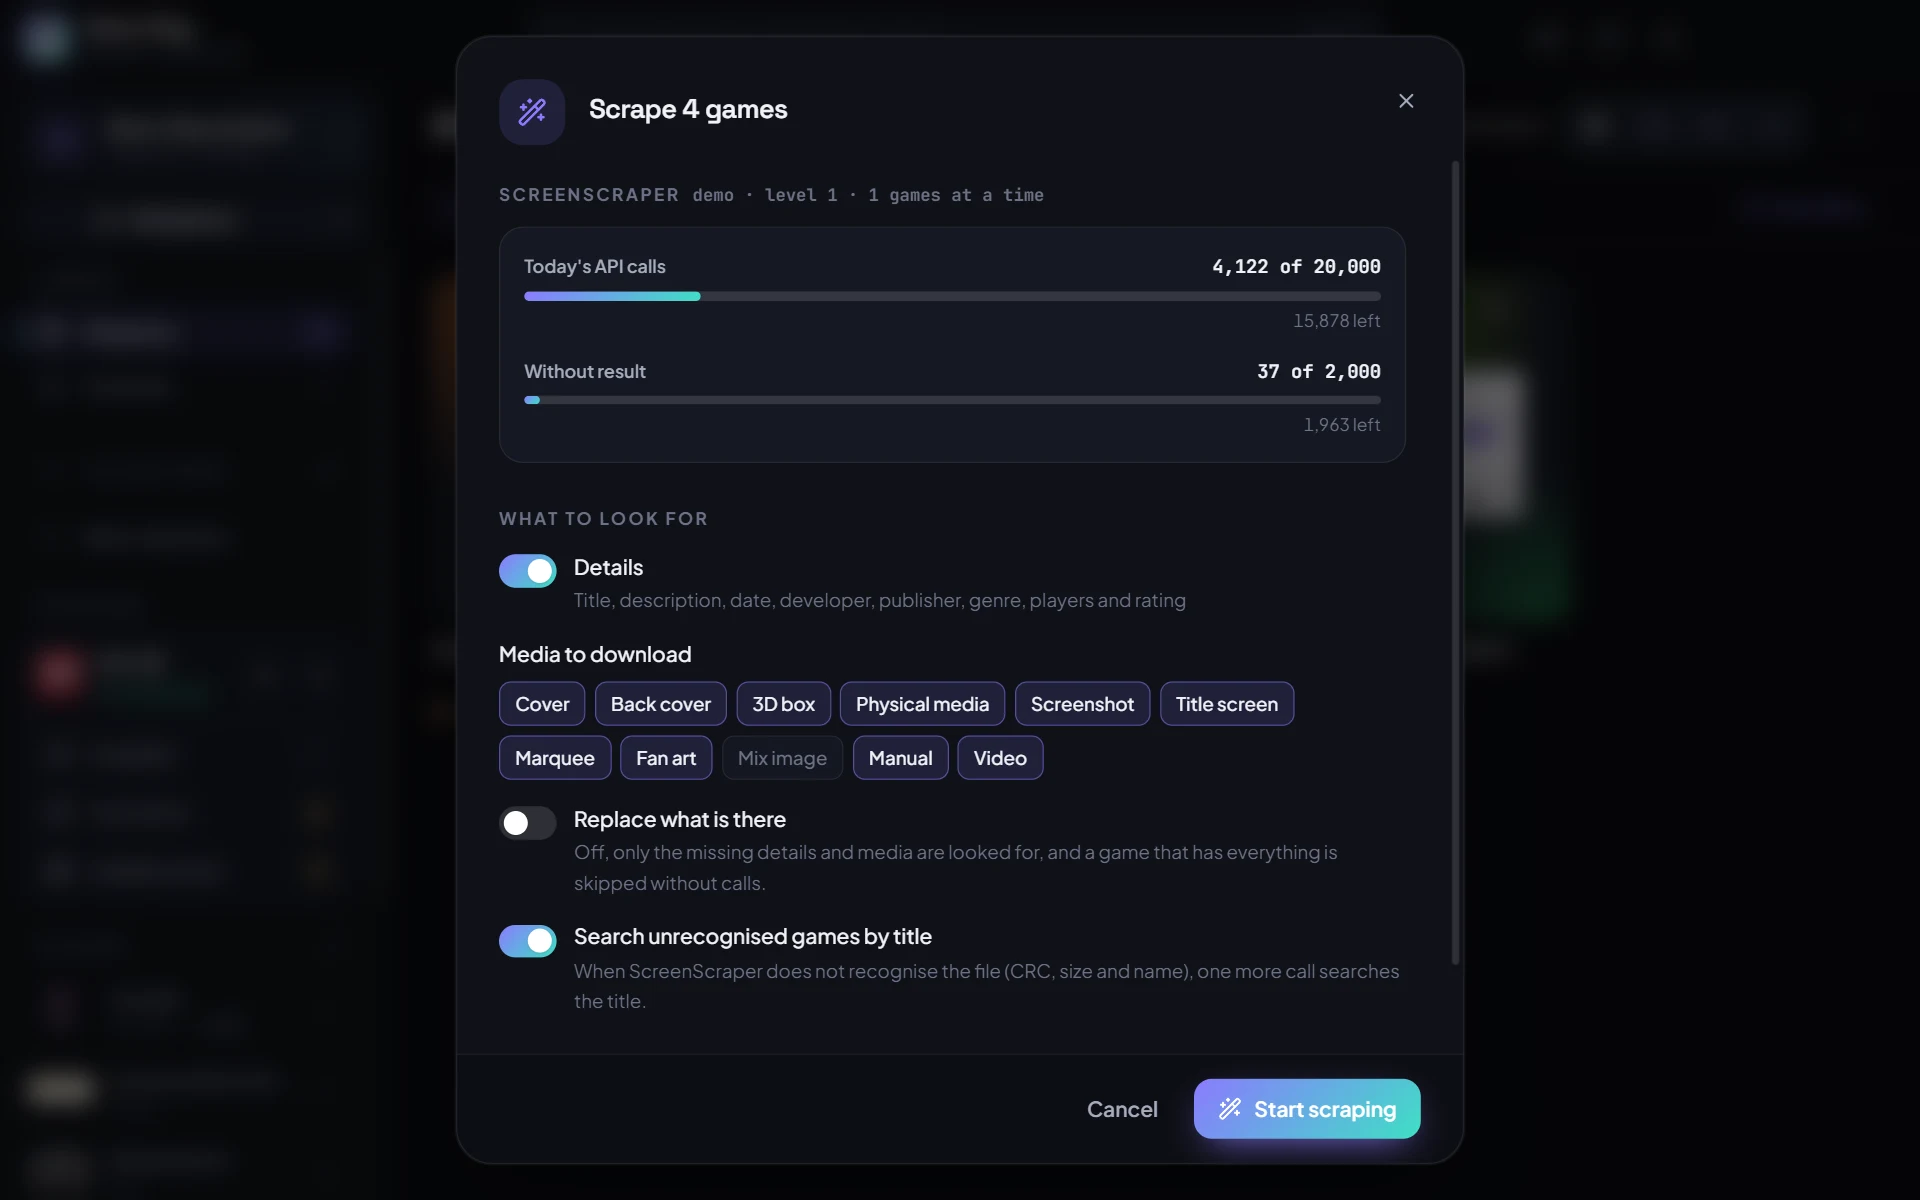 Scrape 4 games
SCREENSCRAPER demo · level 1 · 1 games at a time
Today's API calls 4,122 of 20,000
15,878 left
Without result 37 of 2,000
1,963 left
WHAT TO LOOK FOR
Details
Title, description, date, developer, publisher, genre, players and rating
Media to download
Cover Back cover 3D box Physical media Screenshot Title screen
Marquee Fan art Mix image Manual Video
Replace what is there
Off, only the missing details and media are looked for, and a game that has everything is
skipped without calls.
Search unrecognised games by title
When ScreenScraper does not recognise the file (CRC, size and name), one more call searches
the title.
Cancel Start scraping